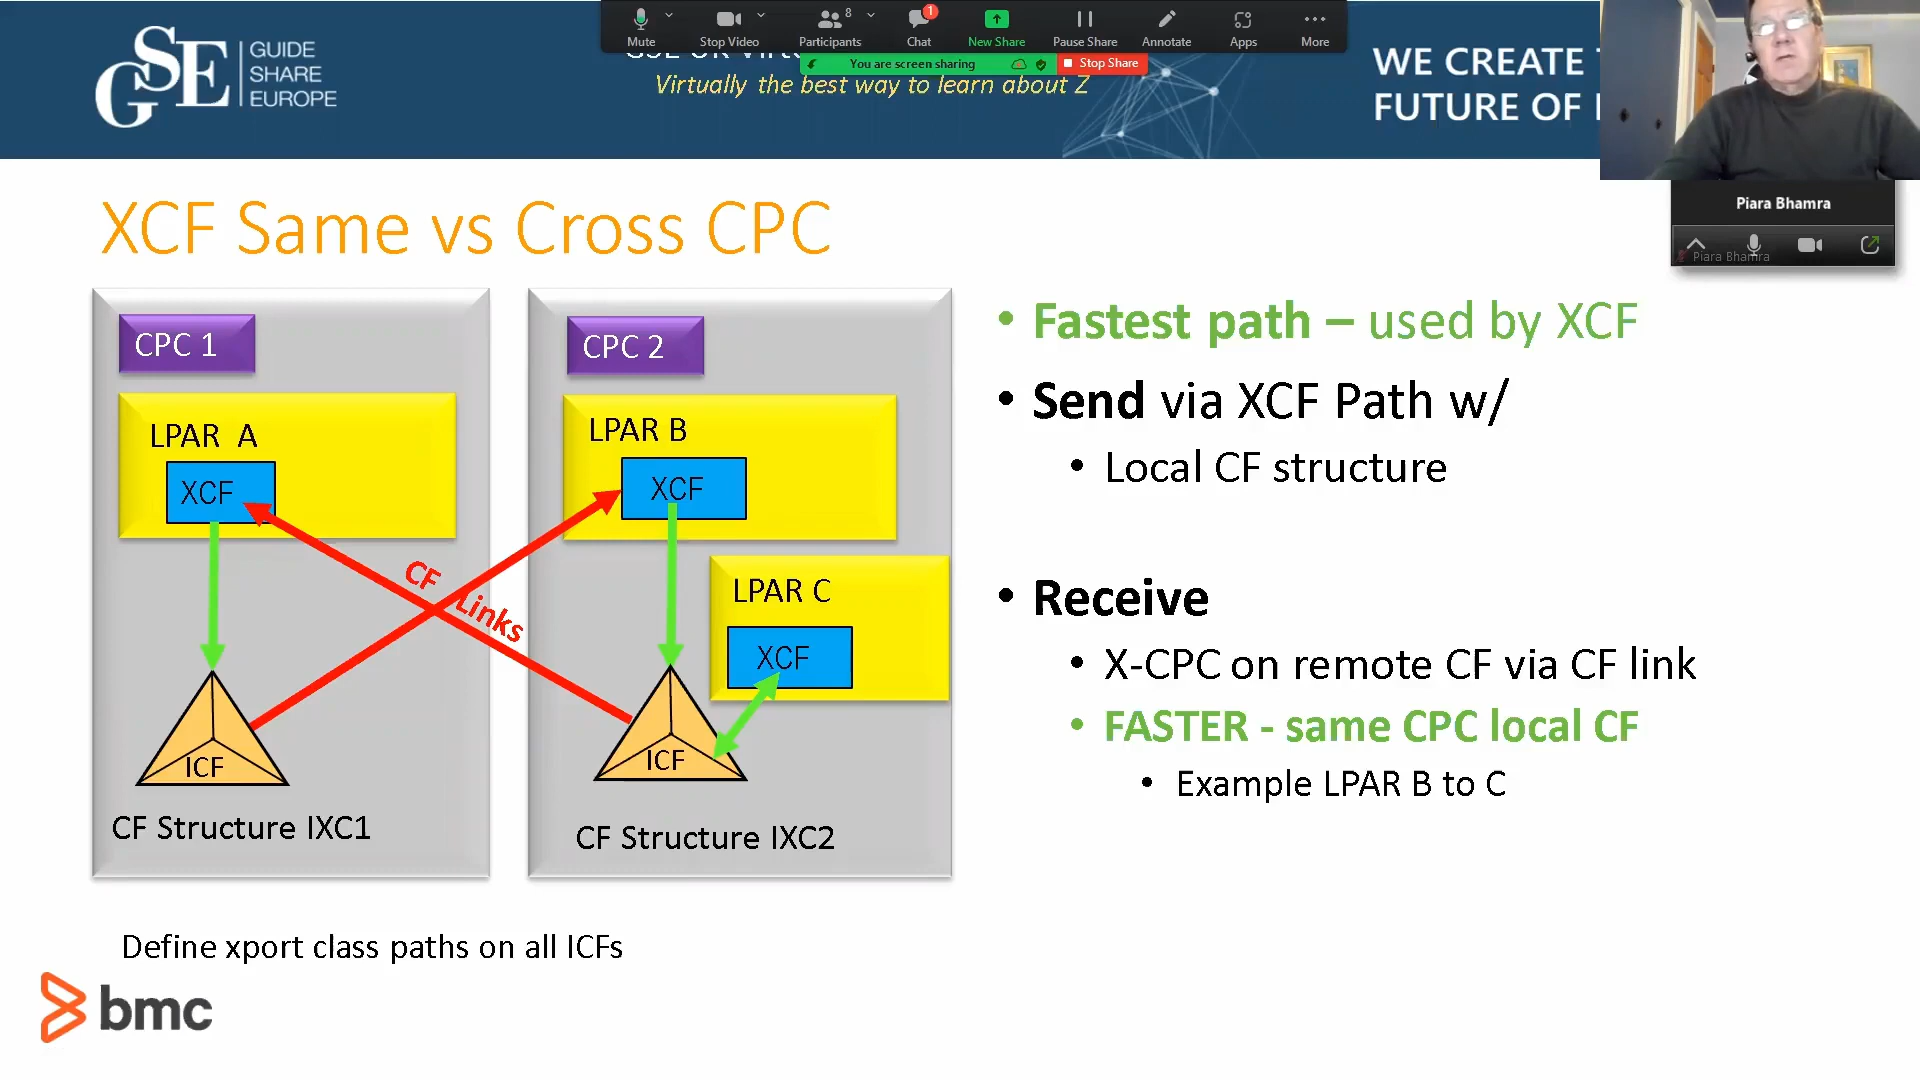 GSE
GUIDE
SHARE
EUROPE
Mute
Stop Video
8
Participants
1
Chat
New Share
Pause Share
Annotate
Apps
More
You are screen sharing
Stop Share
Virtually the best way to learn about Z
WE CREATE
FUTURE OF
Piara Bhamra
Piara Bhamra
XCF Same vs Cross CPC
CPC 1
LPAR A
XCF
ICF
CF Structure IXC1
CF Links
CPC 2
LPAR B
XCF
LPAR C
XCF
ICF
CF Structure IXC2
• Fastest path – used by XCF
• Send via XCF Path w/
• Local CF structure
• Receive
• X-CPC on remote CF via CF link
• FASTER - same CPC local CF
• Example LPAR B to C
Define xport class paths on all ICFs
bmc